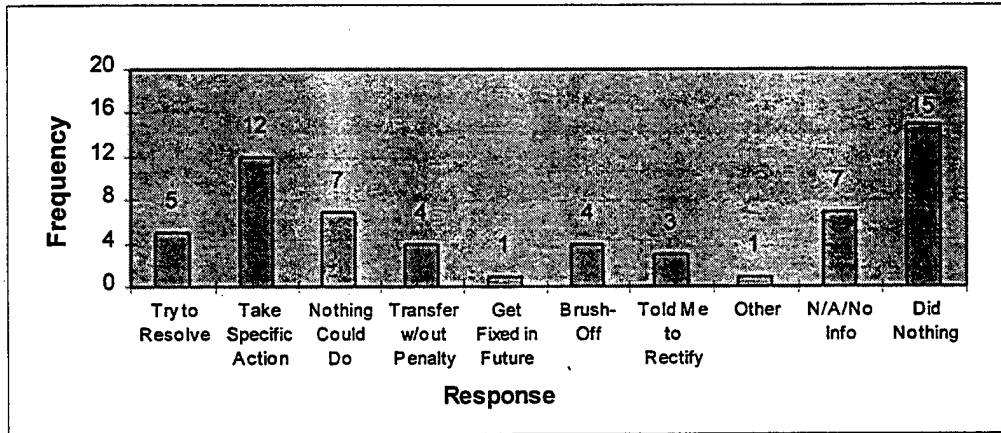 20
16
12
8
4
0
Frequency
5
12
7
4
1
4
3
1
7
15
Try to
Resolve
Take
Specific
Action
Nothing
Could
Do
Transfer
w/out
Penalty
Get
Fixed in
Future
Brush-
Off
Told Me
to
Rectify
Other
N/A/No
Info
Did
Nothing
Response